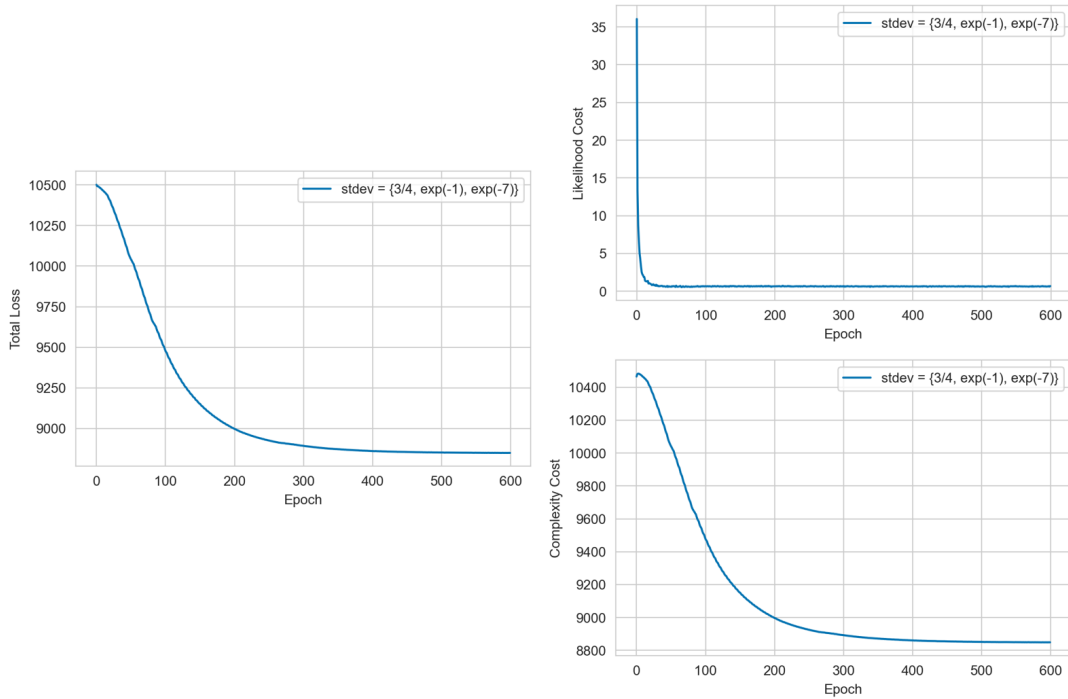 stdev = {3/4, exp(-1), exp(-7)}
Total Loss
10500
10250
10000
9750
9500
9250
9000
0 100 200 300 400 500 600
Epoch
stdev = {3/4, exp(-1), exp(-7)}
Likelihood Cost
35
30
25
20
15
10
5
0
0 100 200 300 400 500 600
Epoch
stdev = {3/4, exp(-1), exp(-7)}
Complexity Cost
10400
10200
10000
9800
9600
9400
9200
9000
8800
0 100 200 300 400 500 600
Epoch